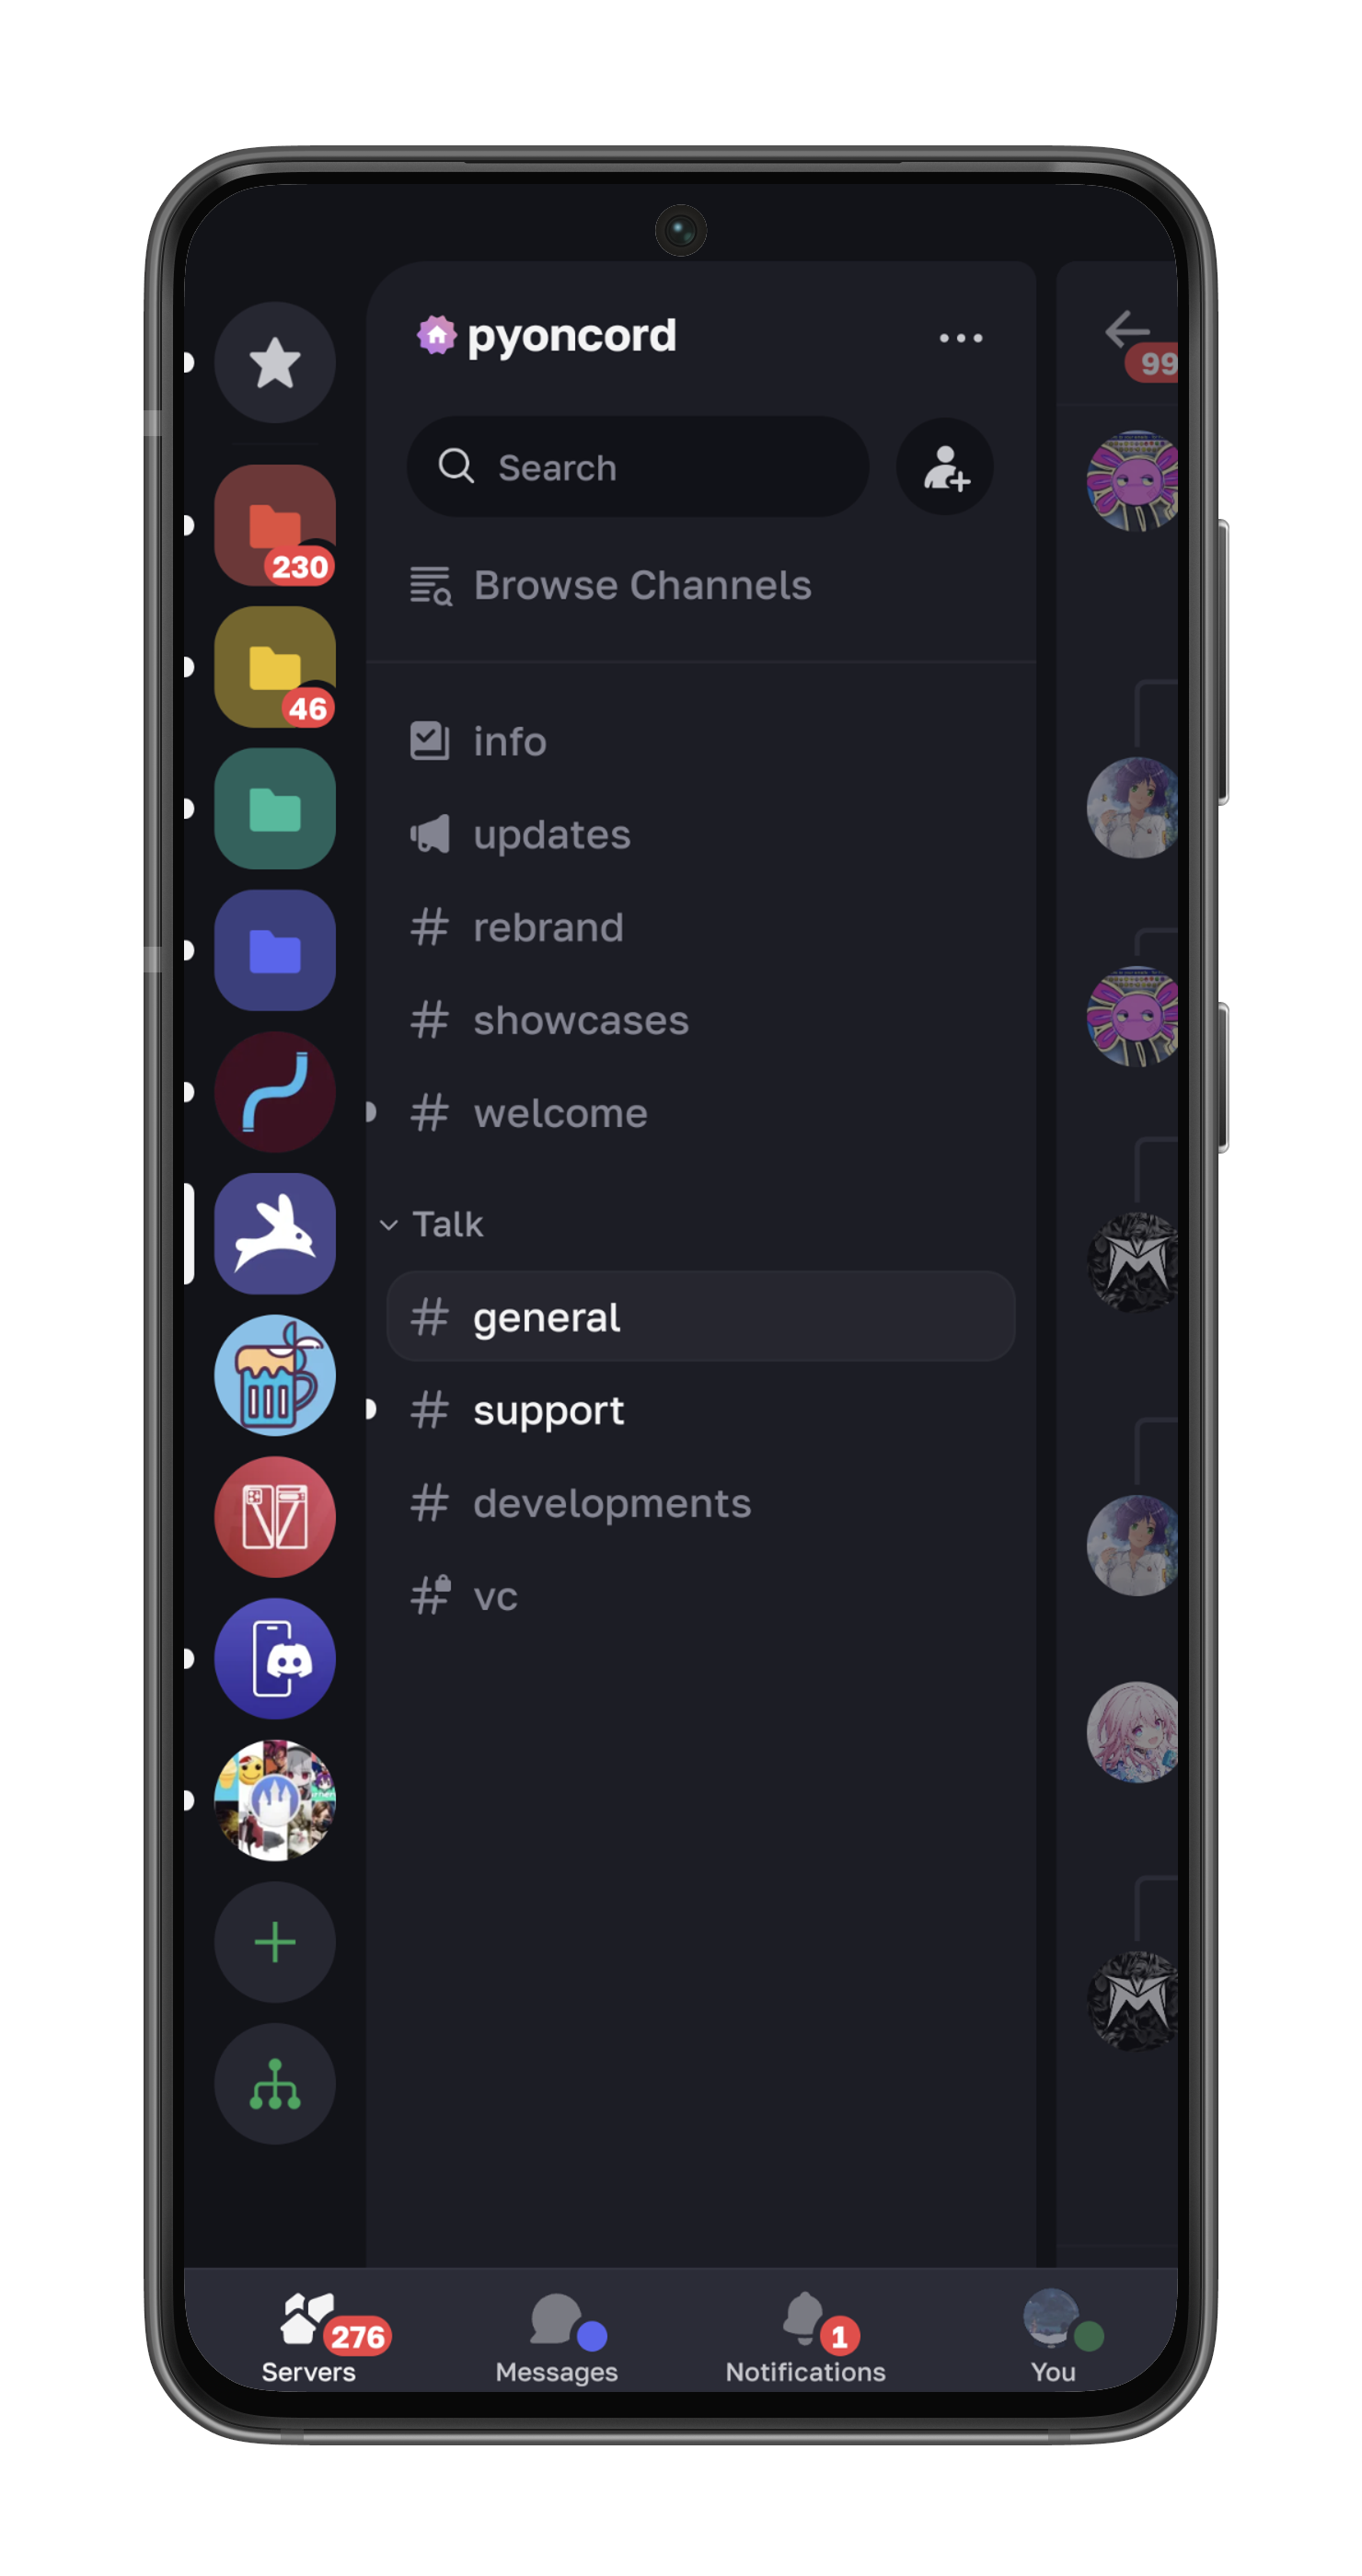 pyoncord
99
Search
Browse Channels
230
46
info
updates
rebrand
showcases
welcome
Talk
general
support
developments
vc
276
1
Servers
Messages
Notifications
You